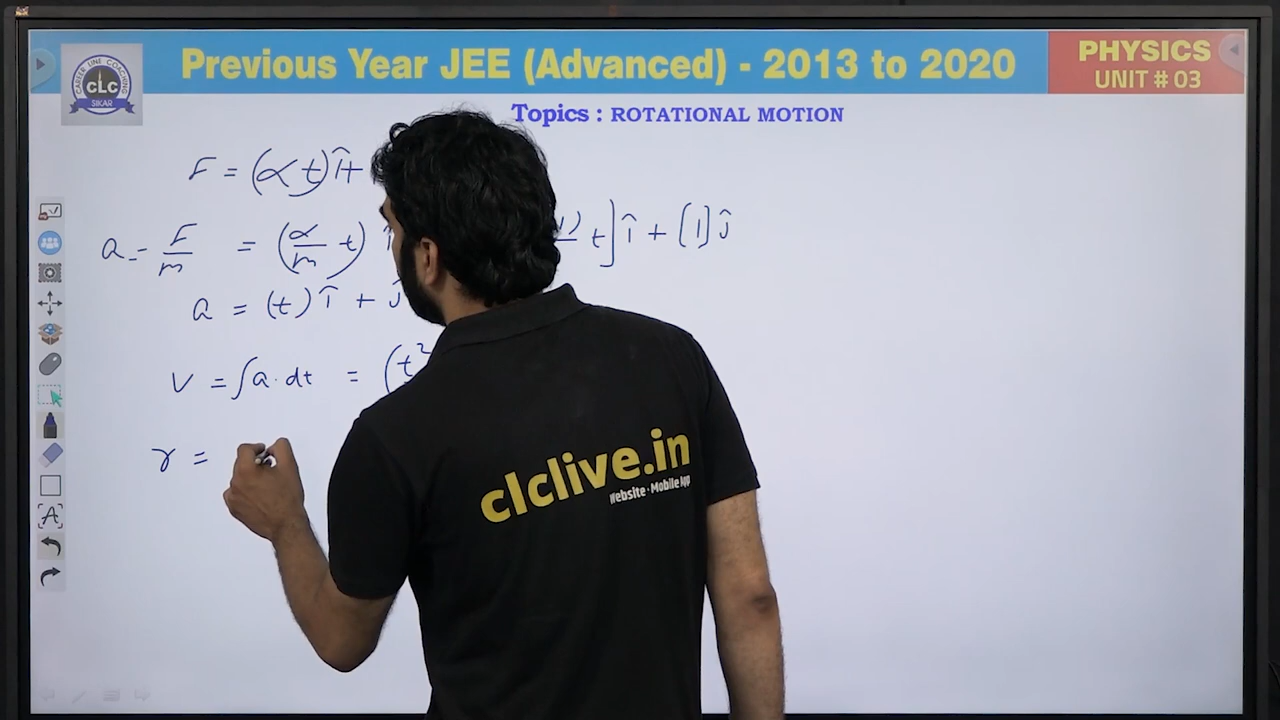 Previous Year JEE (Advanced) - 2013 to 2020
PHYSICS
UNIT # 03
CAREER LINE COACHING
CLC
SIKAR
Topics : ROTATIONAL MOTION
F = (αt)î +
a = F/m = (α/m t) î t] î + [1] ĵ
a = (t) î + ĵ
V = ∫a·dt = (t²
r =
clclive.in
Website · Mobile App
A